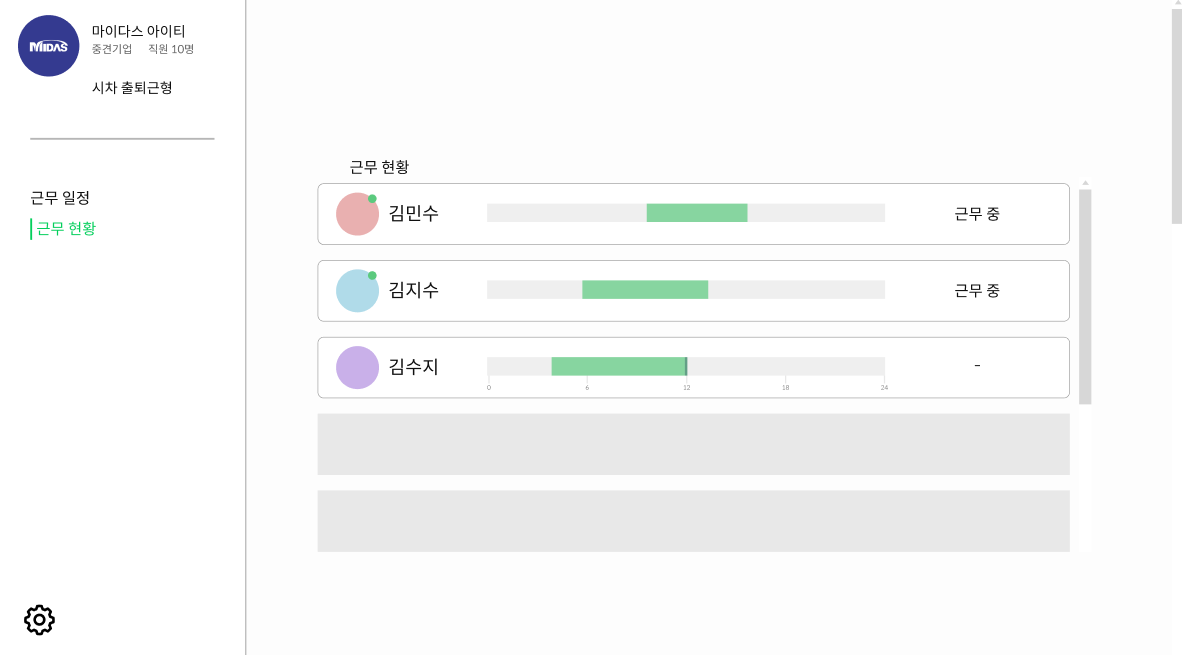 MIDAS
마이다스 아이티
중견기업 직원 10명
시차 출퇴근형
근무 일정
근무 현황
근무 현황
김민수 근무 중
김지수 근무 중
김수지 -
0 6 12 18 24